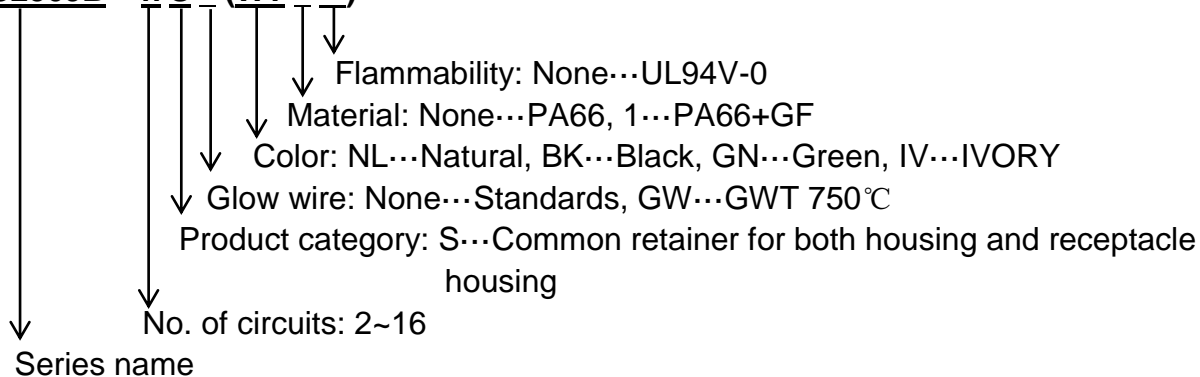 Flammability: None···UL94V-0
Material: None···PA66, 1···PA66+GF
Color: NL···Natural, BK···Black, GN···Green, IV···IVORY
Glow wire: None···Standards, GW···GWT 750℃
Product category: S···Common retainer for both housing and receptacle
housing
No. of circuits: 2~16
Series name